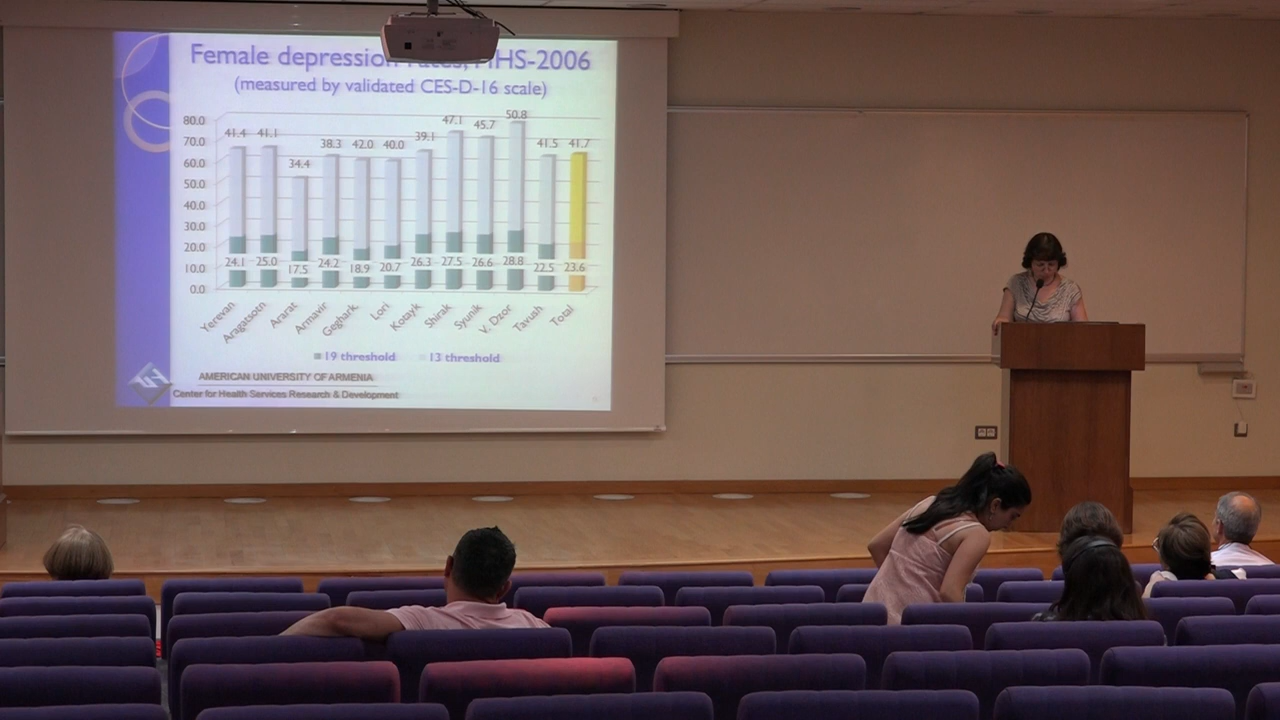 Female depression rates, HHS-2006
(measured by validated CES-D-16 scale)
80.0
70.0
60.0
50.0
40.0
30.0
20.0
10.0
0.0
41.4 41.1 34.4 38.3 42.0 40.0 39.1 47.1 45.7 50.8 41.5 41.7
24.1 25.0 17.5 24.2 18.9 20.7 26.3 27.5 26.6 28.8 22.5 23.6
Yerevan Aragatsotn Ararat Armavir Geghark Lori Kotayk Shirak Syunik V. Dzor Tavush Total
19 threshold 13 threshold
AMERICAN UNIVERSITY OF ARMENIA
Center for Health Services Research & Development